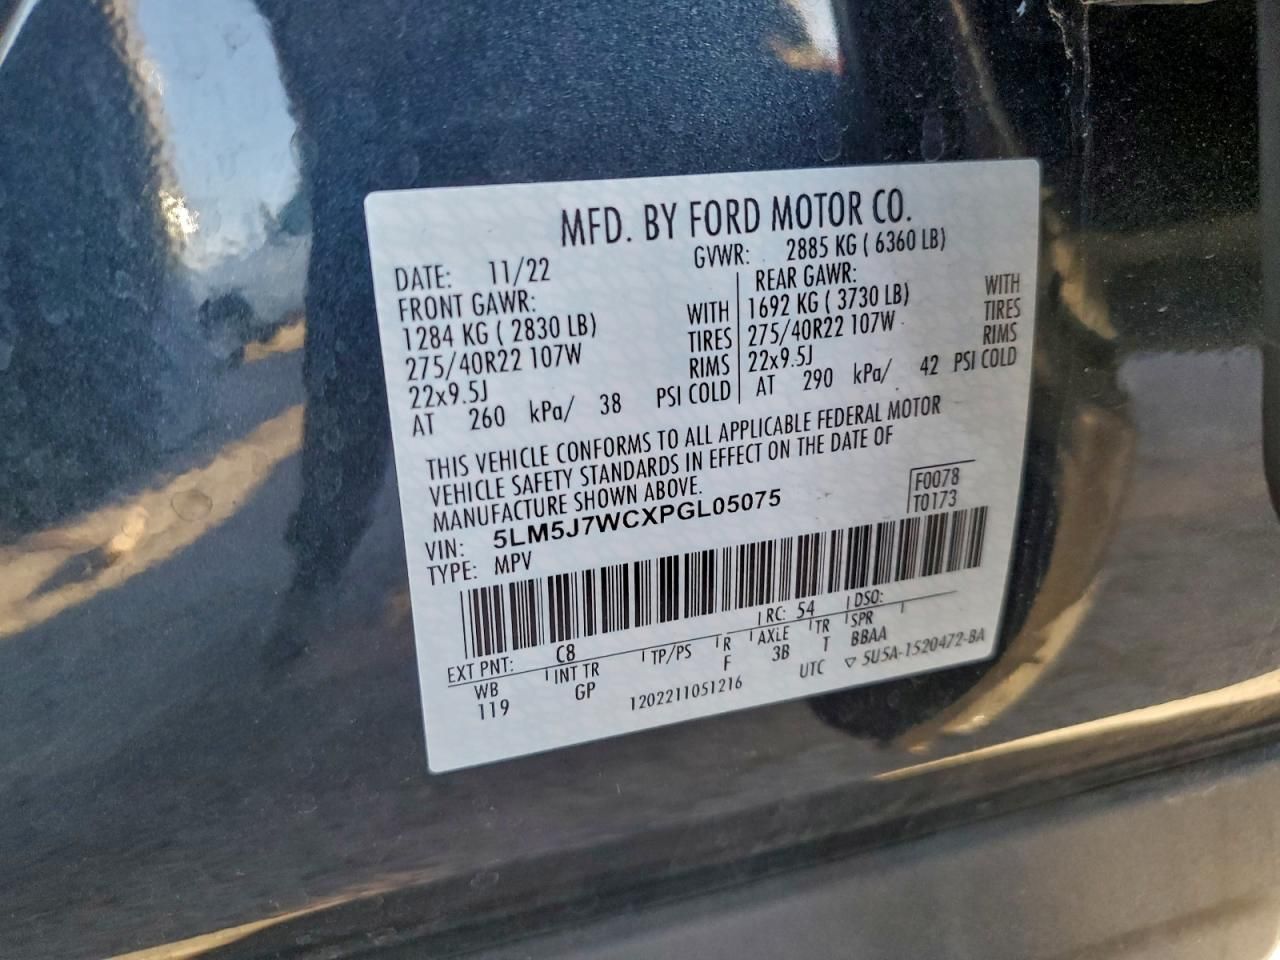 MFD. BY FORD MOTOR CO.
DATE: 11/22 GVWR: 2885 KG ( 6360 LB)
FRONT GAWR: REAR GAWR:
1284 KG ( 2830 LB) WITH 1692 KG ( 3730 LB) WITH
275/40R22 107W TIRES 275/40R22 107W TIRES
22x9.5J RIMS 22x9.5J RIMS
AT 260 kPa/ 38 PSI COLD AT 290 kPa/ 42 PSI COLD
THIS VEHICLE CONFORMS TO ALL APPLICABLE FEDERAL MOTOR
VEHICLE SAFETY STANDARDS IN EFFECT ON THE DATE OF
MANUFACTURE SHOWN ABOVE.
F0078
VIN: 5LM5J7WCXPGL05075 T0173
TYPE: MPV
EXT PNT: C8 RC: 54 DSO:
WB INT TR TP/PS R AXLE TR SPR
119 GP F 3B T BBAA
1202211051216 UTC ▽ 5U5A-1520472-BA